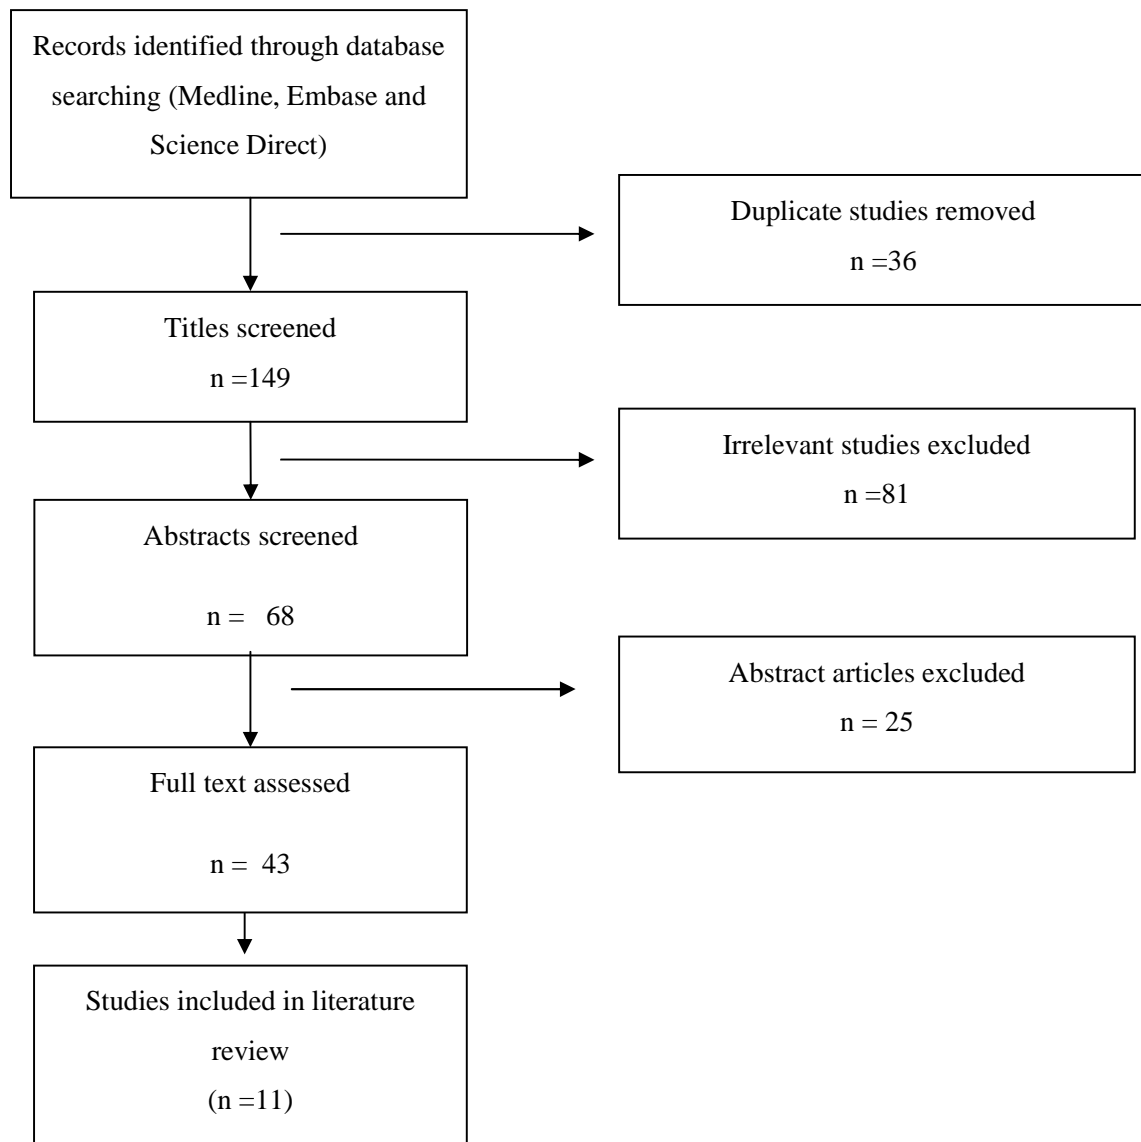 Records identified through database
searching (Medline, Embase and
Science Direct)
Duplicate studies removed
n =36
Titles screened
n =149
Irrelevant studies excluded
n =81
Abstracts screened
n =   68
Abstract articles excluded
n = 25
Full text assessed
n =  43
Studies included in literature
review
(n =11)